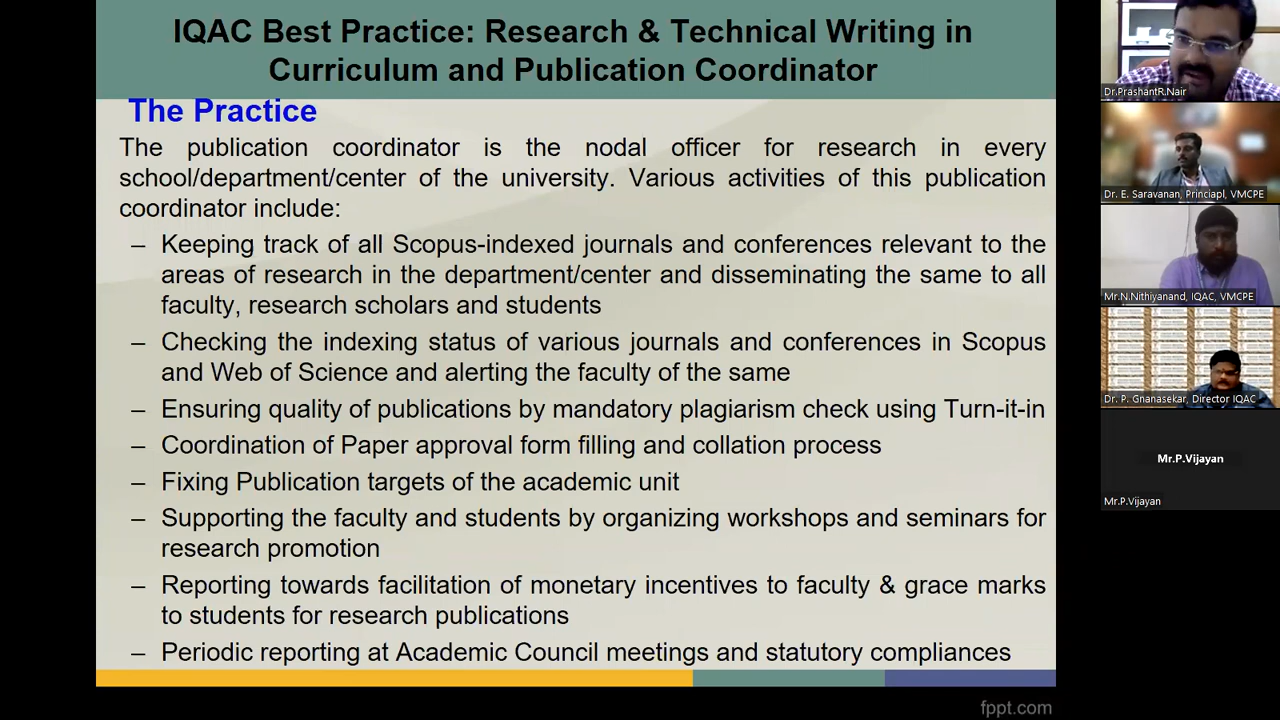 IQAC Best Practice: Research & Technical Writing in
Curriculum and Publication Coordinator
The Practice
The publication coordinator is the nodal officer for research in every
school/department/center of the university. Various activities of this publication
coordinator include:
– Keeping track of all Scopus-indexed journals and conferences relevant to the
areas of research in the department/center and disseminating the same to all
faculty, research scholars and students
– Checking the indexing status of various journals and conferences in Scopus
and Web of Science and alerting the faculty of the same
– Ensuring quality of publications by mandatory plagiarism check using Turn-it-in
– Coordination of Paper approval form filling and collation process
– Fixing Publication targets of the academic unit
– Supporting the faculty and students by organizing workshops and seminars for
research promotion
– Reporting towards facilitation of monetary incentives to faculty & grace marks
to students for research publications
– Periodic reporting at Academic Council meetings and statutory compliances
fppt.com
Dr.PrashantR.Nair
Dr. E. Saravanan, Princiapl, VMCPE
Mr.N.Nithiyanand, IQAC, VMCPE
Dr. P. Gnanasekar, Director IQAC
Mr.P.Vijayan
Mr.P.Vijayan